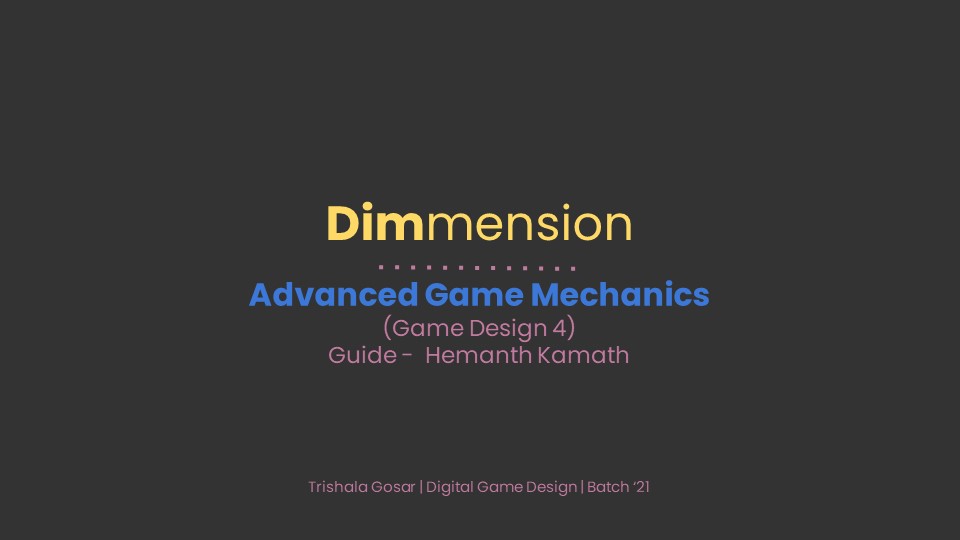 Dimmension
Advanced Game Mechanics
(Game Design 4)
Guide - Hemanth Kamath
Trishala Gosar | Digital Game Design | Batch ‘21